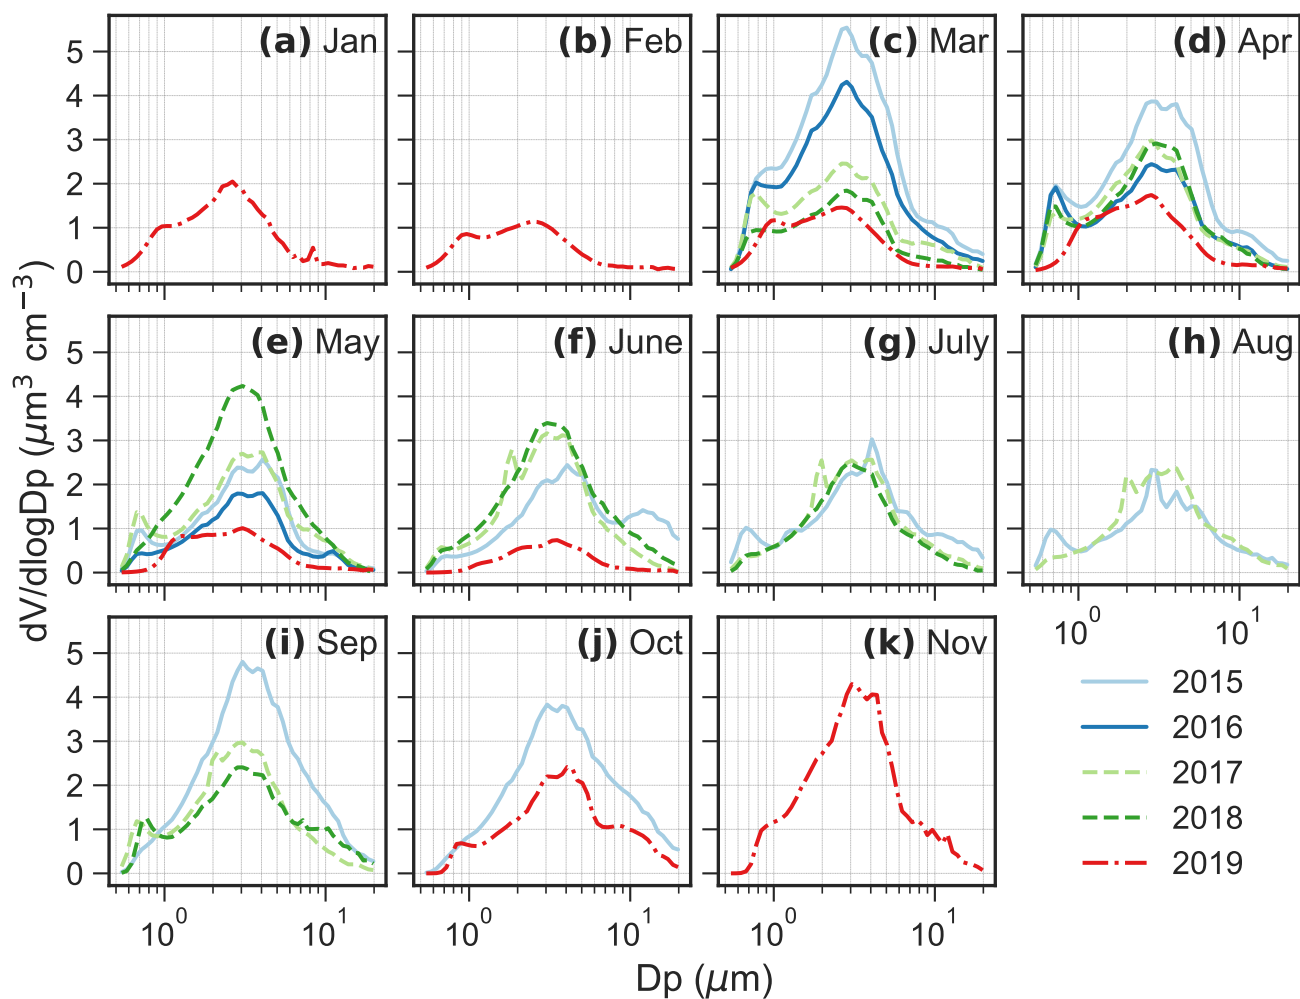 (a) Jan
(b) Feb
(c) Mar
(d) Apr
5
4
3
2
1
0
(e) May
(f) June
(g) July
(h) Aug
5
4
3
2
1
0
10⁰ 10¹
(i) Sep
(j) Oct
(k) Nov
5
4
3
2
1
0
10⁰ 10¹
10⁰ 10¹
10⁰ 10¹
dV/dlogDp (μm³ cm⁻³)
Dp (μm)
2015
2016
2017
2018
2019